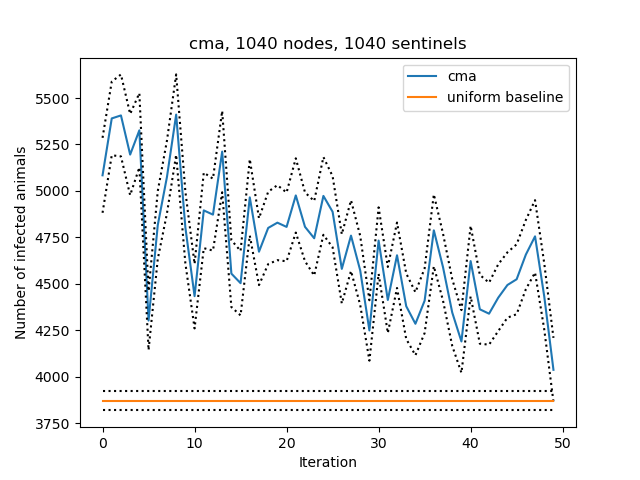 cma, 1040 nodes, 1040 sentinels
cma
uniform baseline
Number of infected animals
5500
5250
5000
4750
4500
4250
4000
3750
0 10 20 30 40 50
Iteration